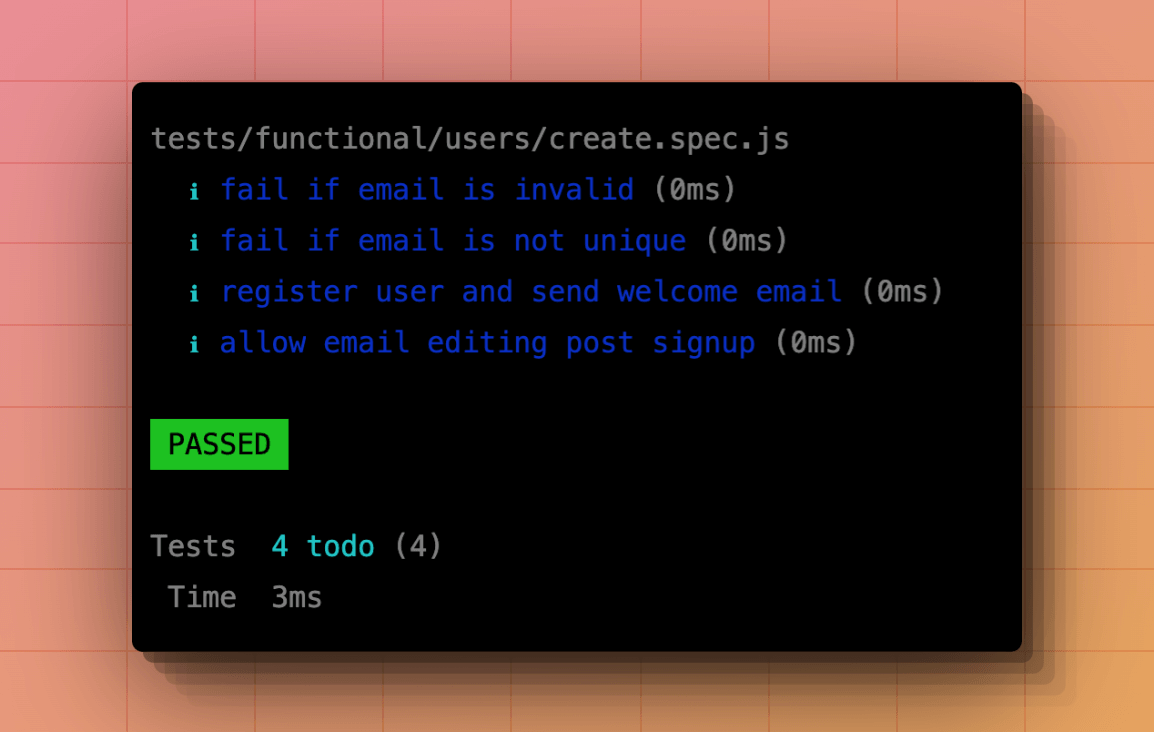 tests/functional/users/create.spec.js
ℹ fail if email is invalid (0ms)
ℹ fail if email is not unique (0ms)
ℹ register user and send welcome email (0ms)
ℹ allow email editing post signup (0ms)
PASSED
Tests 4 todo (4)
Time 3ms